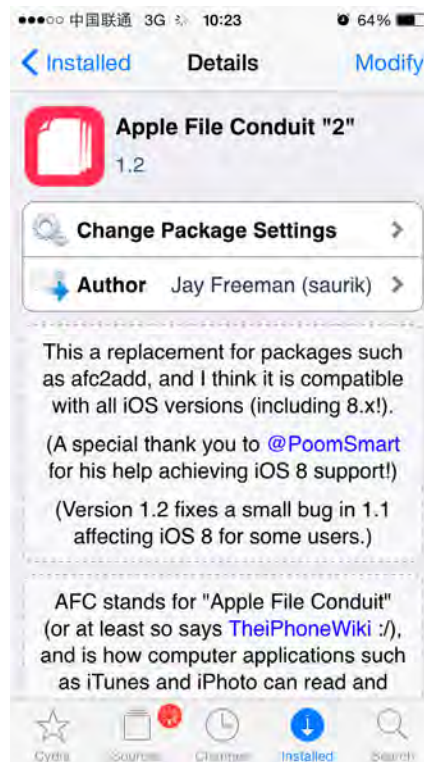 中国联通 3G 10:23 64%
Installed Details Modify
Apple File Conduit "2"
1.2
Change Package Settings
Author Jay Freeman (saurik)
This a replacement for packages such
as afc2add, and I think it is compatible
with all iOS versions (including 8.x!).
(A special thank you to @PoomSmart
for his help achieving iOS 8 support!)
(Version 1.2 fixes a small bug in 1.1
affecting iOS 8 for some users.)
AFC stands for "Apple File Conduit"
(or at least so says TheiPhoneWiki :/),
and is how computer applications such
as iTunes and iPhoto can read and
Cydia Sources Changes Installed Search